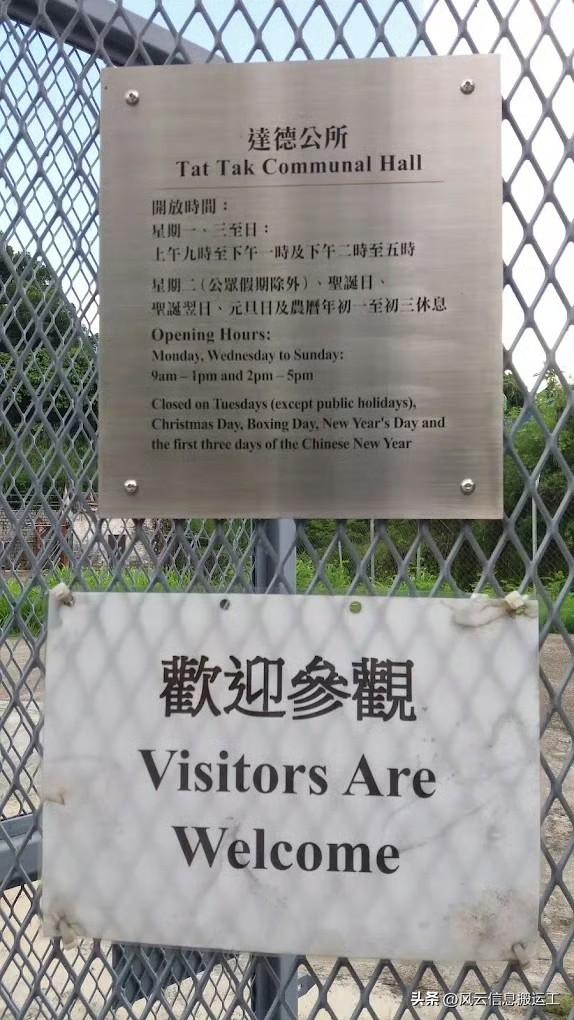 達德公所
Tat Tak Communal Hall
開放時間：
星期一、三至日：
上午九時至下午一時及下午二時至五時
星期二（公眾假期除外）、聖誕日、
聖誕翌日、元旦日及農曆年初一至初三休息
Opening Hours:
Monday, Wednesday to Sunday:
9am – 1pm and 2pm – 5pm
Closed on Tuesdays (except public holidays),
Christmas Day, Boxing Day, New Year's Day and
the first three days of the Chinese New Year
歡迎參觀
Visitors Are
Welcome
头条 @风云信息搬运工